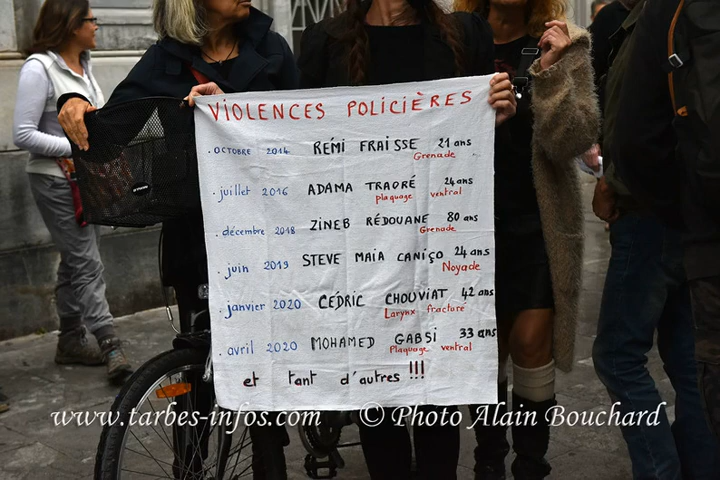 VIOLENCES POLICIÈRES
. OCTOBRE 2014 RÉMI FRAISSE 21 ans
Grenade
. juillet 2016 ADAMA TRAORÉ 24 ans
plaquage ventral
. décembre 2018 ZINEB RÉDOUANE 80 ans
Grenade
. juin 2019 STEVE MAIA CANIÇO 24 ans
Noyade
. janvier 2020 CÉDRIC CHOUVIAT 42 ans
Larynx fracturé
. avril 2020 MOHAMED GABSI 33 ans
Plaquage ventral
et tant d'autres !!!
www.tarbes-infos.com © Photo Alain Bouchard